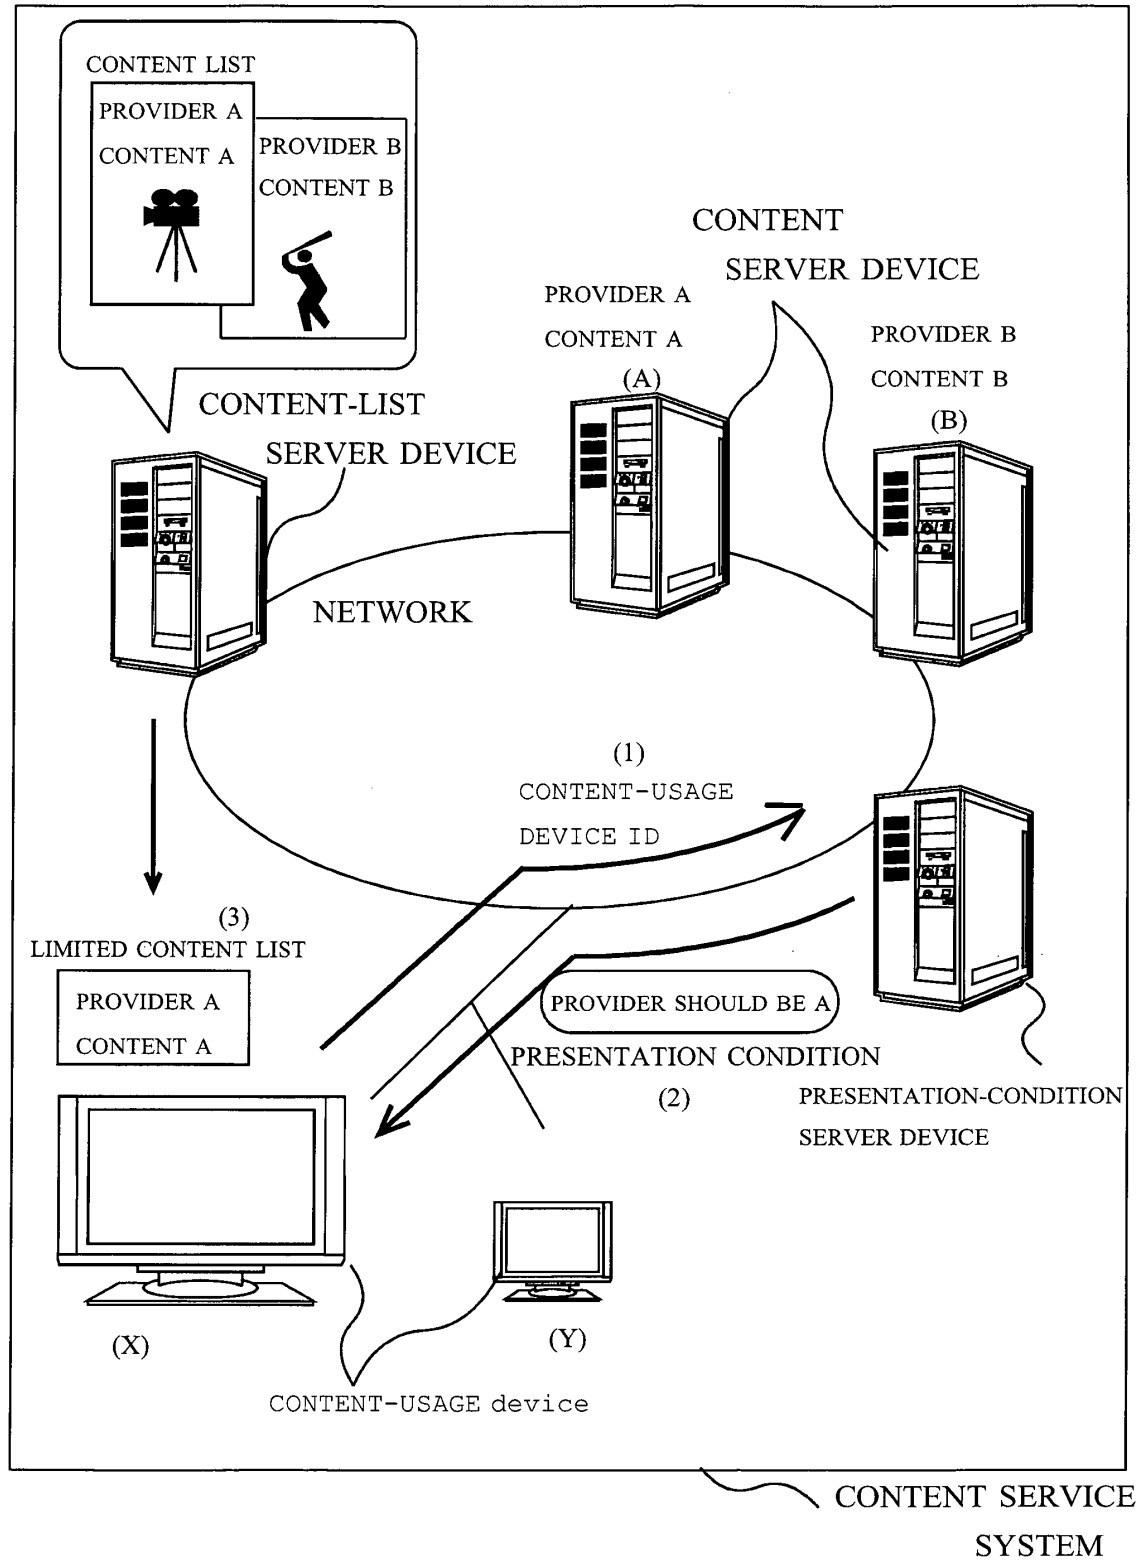 CONTENT LIST
PROVIDER A
CONTENT A
PROVIDER B
CONTENT B
CONTENT
SERVER DEVICE
PROVIDER A
CONTENT A
(A)
PROVIDER B
CONTENT B
(B)
CONTENT-LIST
SERVER DEVICE
NETWORK
(1)
CONTENT-USAGE
DEVICE ID
(3)
LIMITED CONTENT LIST
PROVIDER A
CONTENT A
PROVIDER SHOULD BE A
PRESENTATION CONDITION
(2)
PRESENTATION-CONDITION
SERVER DEVICE
(X)
(Y)
CONTENT-USAGE device
CONTENT SERVICE
SYSTEM